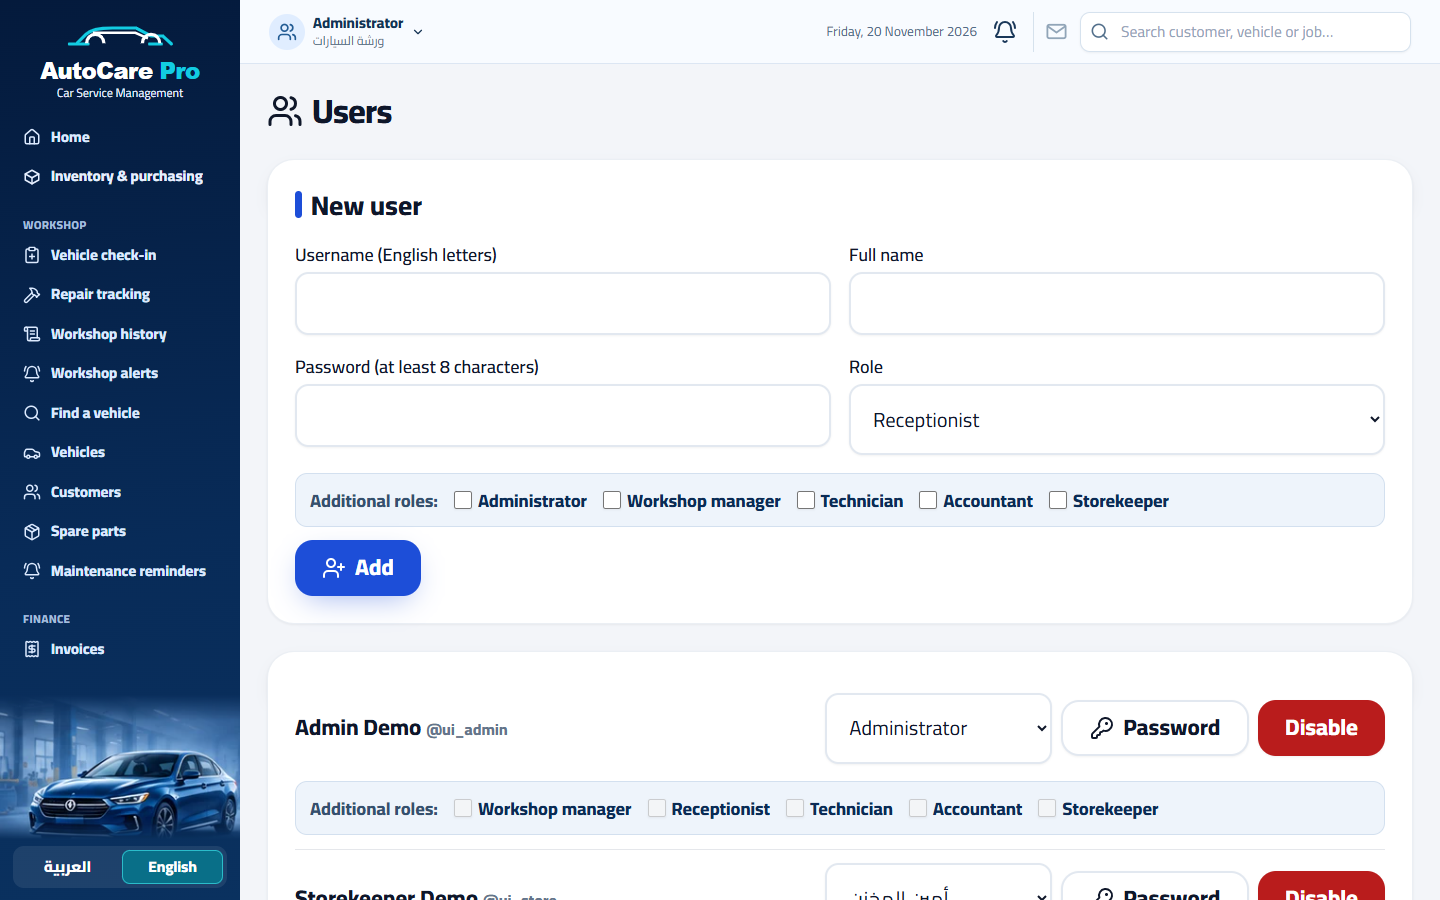 AutoCare Pro
Car Service Management
Home
Inventory & purchasing
WORKSHOP
Vehicle check-in
Repair tracking
Workshop history
Workshop alerts
Find a vehicle
Vehicles
Customers
Spare parts
Maintenance reminders
FINANCE
Invoices
العربية
English
Administrator
ورشة السيارات
Friday, 20 November 2026
Search customer, vehicle or job...
Users
New user
Username (English letters)
Full name
Password (at least 8 characters)
Role
Receptionist
Additional roles: Administrator Workshop manager Technician Accountant Storekeeper
Add
Admin Demo @ui_admin
Administrator
Password
Disable
Additional roles: Workshop manager Receptionist Technician Accountant Storekeeper
Storekeeper Demo @ui_store
أمين المخزن
Password
Disable